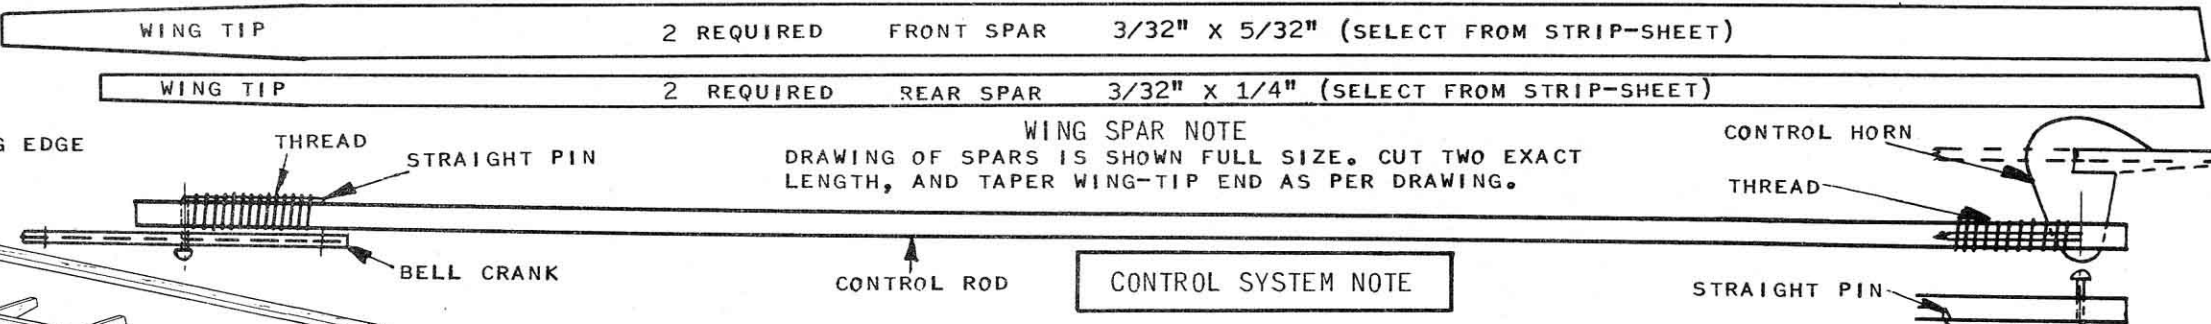 WING TIP 2 REQUIRED FRONT SPAR 3/32" X 5/32" (SELECT FROM STRIP-SHEET)
WING TIP 2 REQUIRED REAR SPAR 3/32" X 1/4" (SELECT FROM STRIP-SHEET)
WING SPAR NOTE
DRAWING OF SPARS IS SHOWN FULL SIZE. CUT TWO EXACT
LENGTH, AND TAPER WING-TIP END AS PER DRAWING.
EDGE
THREAD
STRAIGHT PIN
CONTROL HORN
THREAD
BELL CRANK
CONTROL ROD
CONTROL SYSTEM NOTE
STRAIGHT PIN